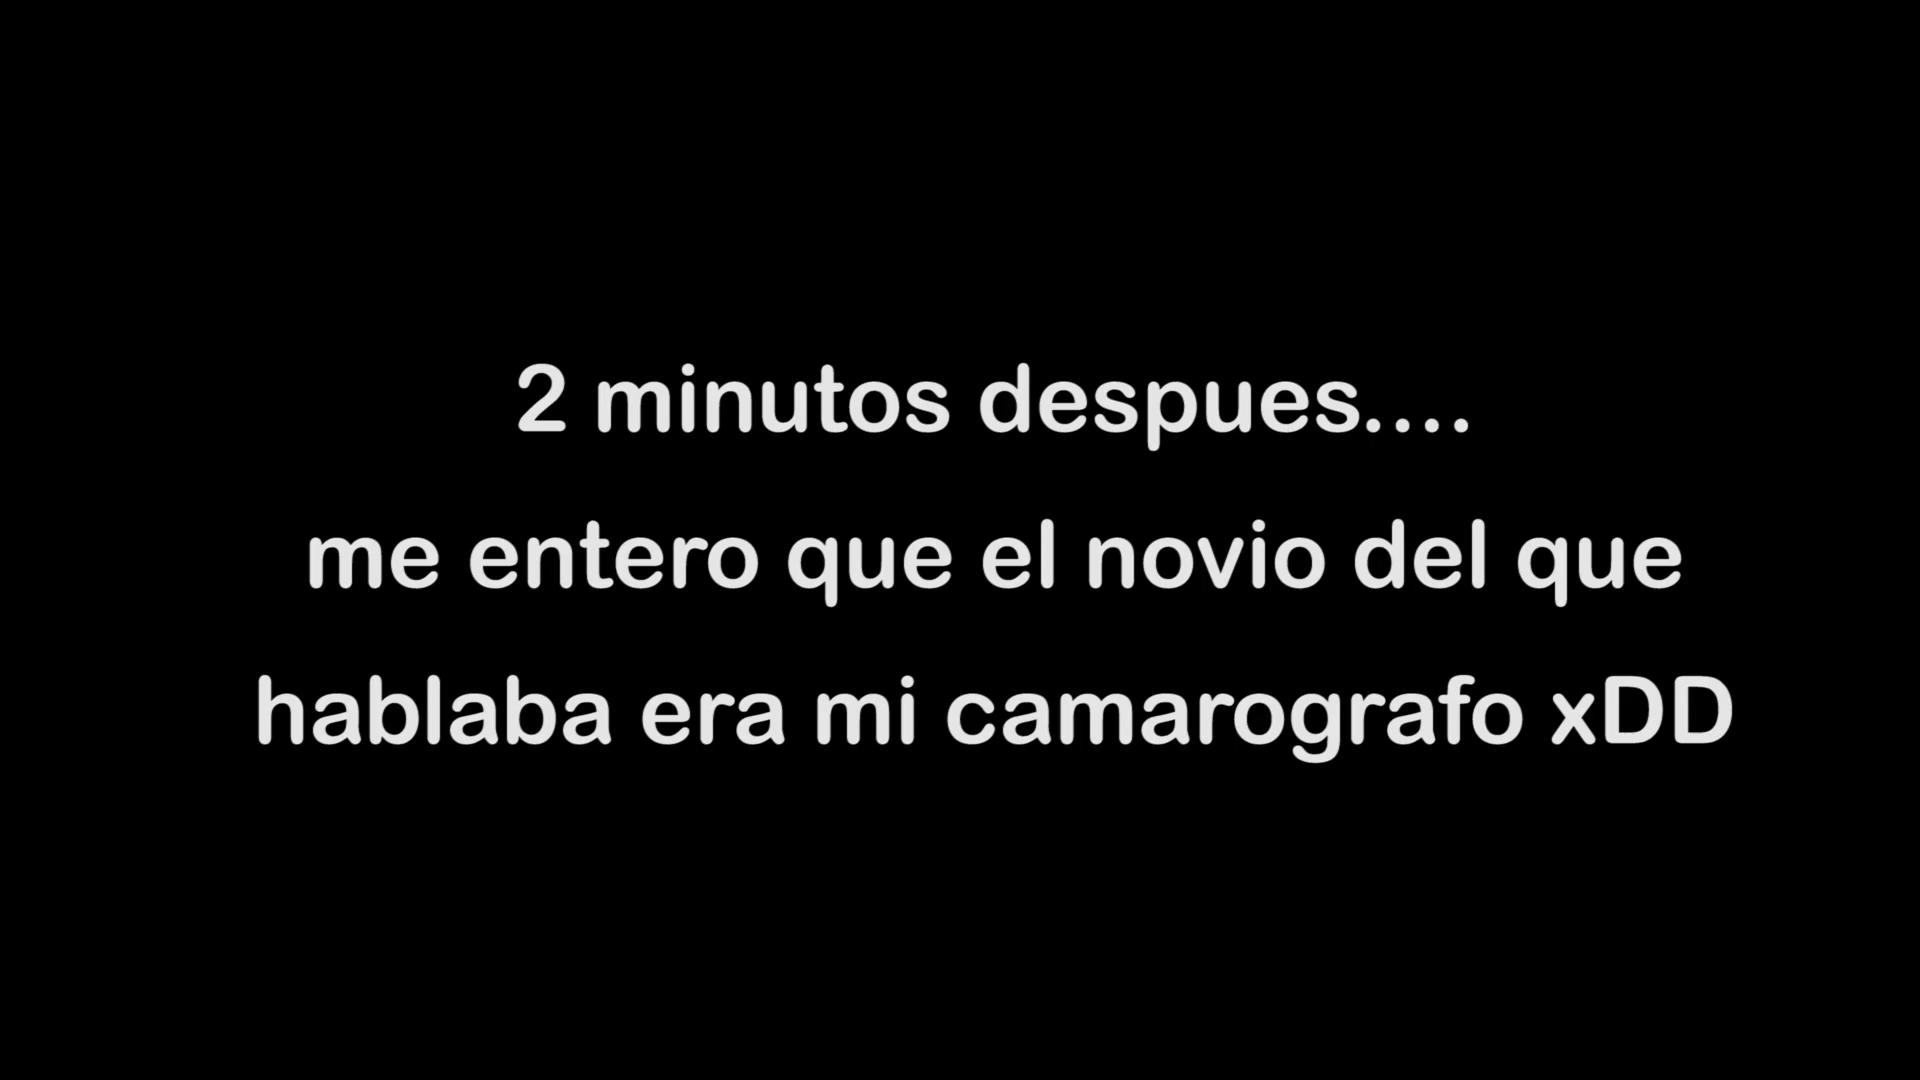 2 minutos despues....
me entero que el novio del que
hablaba era mi camarografo xDD